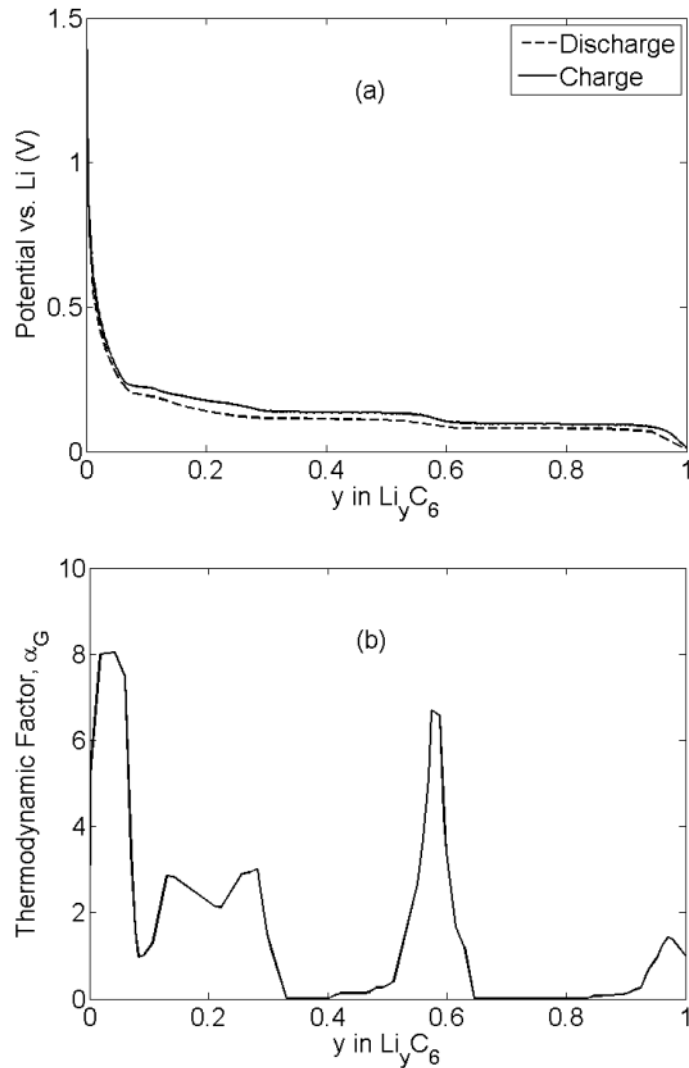 1.5
Discharge
Charge
(a)
1
0.5
0
Potential vs. Li (V)
0 0.2 0.4 0.6 0.8 1
y in LiyC6
10
(b)
8
6
4
2
0
Thermodynamic Factor, αG
0 0.2 0.4 0.6 0.8 1
y in LiyC6